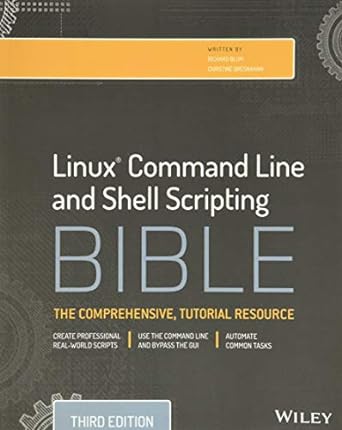 WRITTEN BY
RICHARD BLUM
CHRISTINE BRESNAHAN
Linux® Command Line
and Shell Scripting
BIBLE
THE COMPREHENSIVE, TUTORIAL RESOURCE
CREATE PROFESSIONAL
REAL-WORLD SCRIPTS
USE THE COMMAND LINE
AND BYPASS THE GUI
AUTOMATE
COMMON TASKS
THIRD EDITION
WILEY